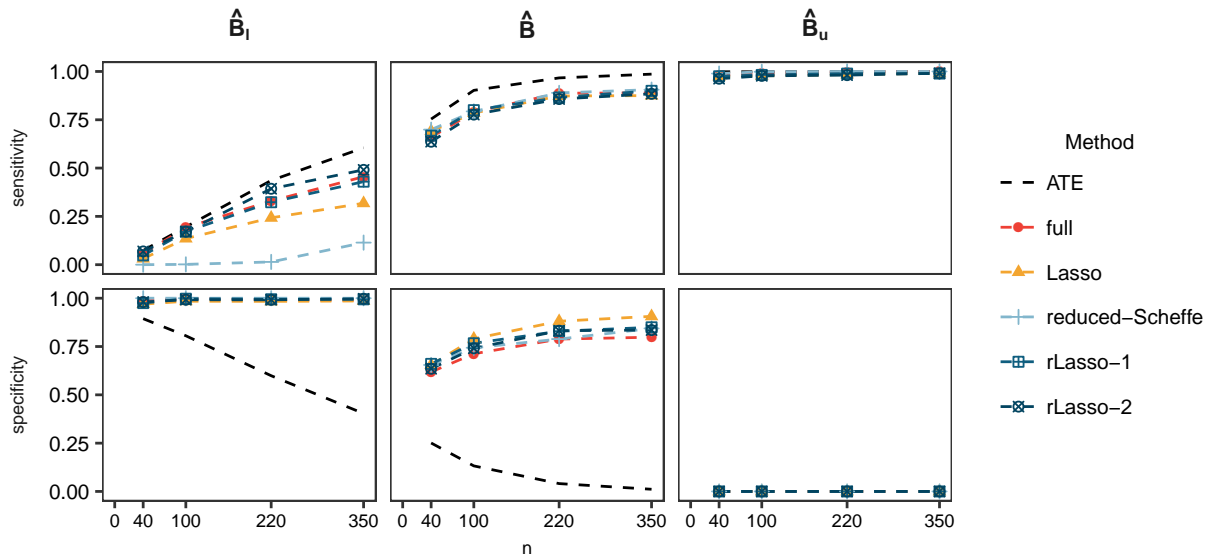 B̂ₗ B̂ B̂ᵤ
sensitivity
1.00
0.75
0.50
0.25
0.00
specificity
1.00
0.75
0.50
0.25
0.00
0 40 100 220 350 0 40 100 220 350 0 40 100 220 350
n
Method
ATE
full
Lasso
reduced−Scheffe
rLasso−1
rLasso−2